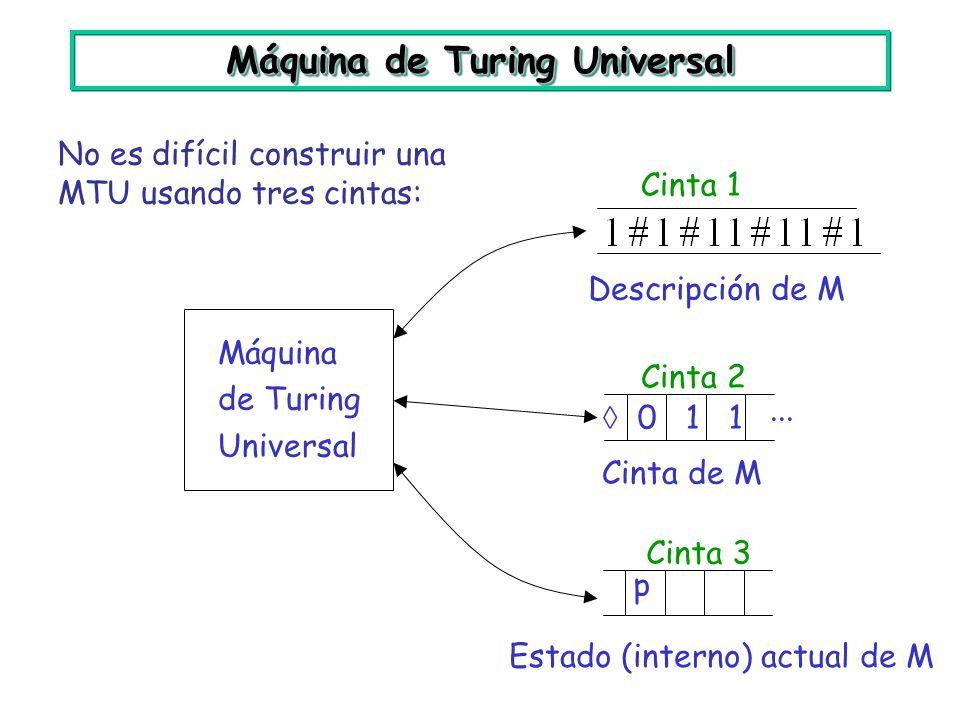 Máquina de Turing Universal
No es difícil construir una
MTU usando tres cintas:
Cinta 1
1#1#11#11#1
Descripción de M
Máquina
de Turing
Universal
Cinta 2
◊ 0 1 1 ...
Cinta de M
Cinta 3
p
Estado (interno) actual de M